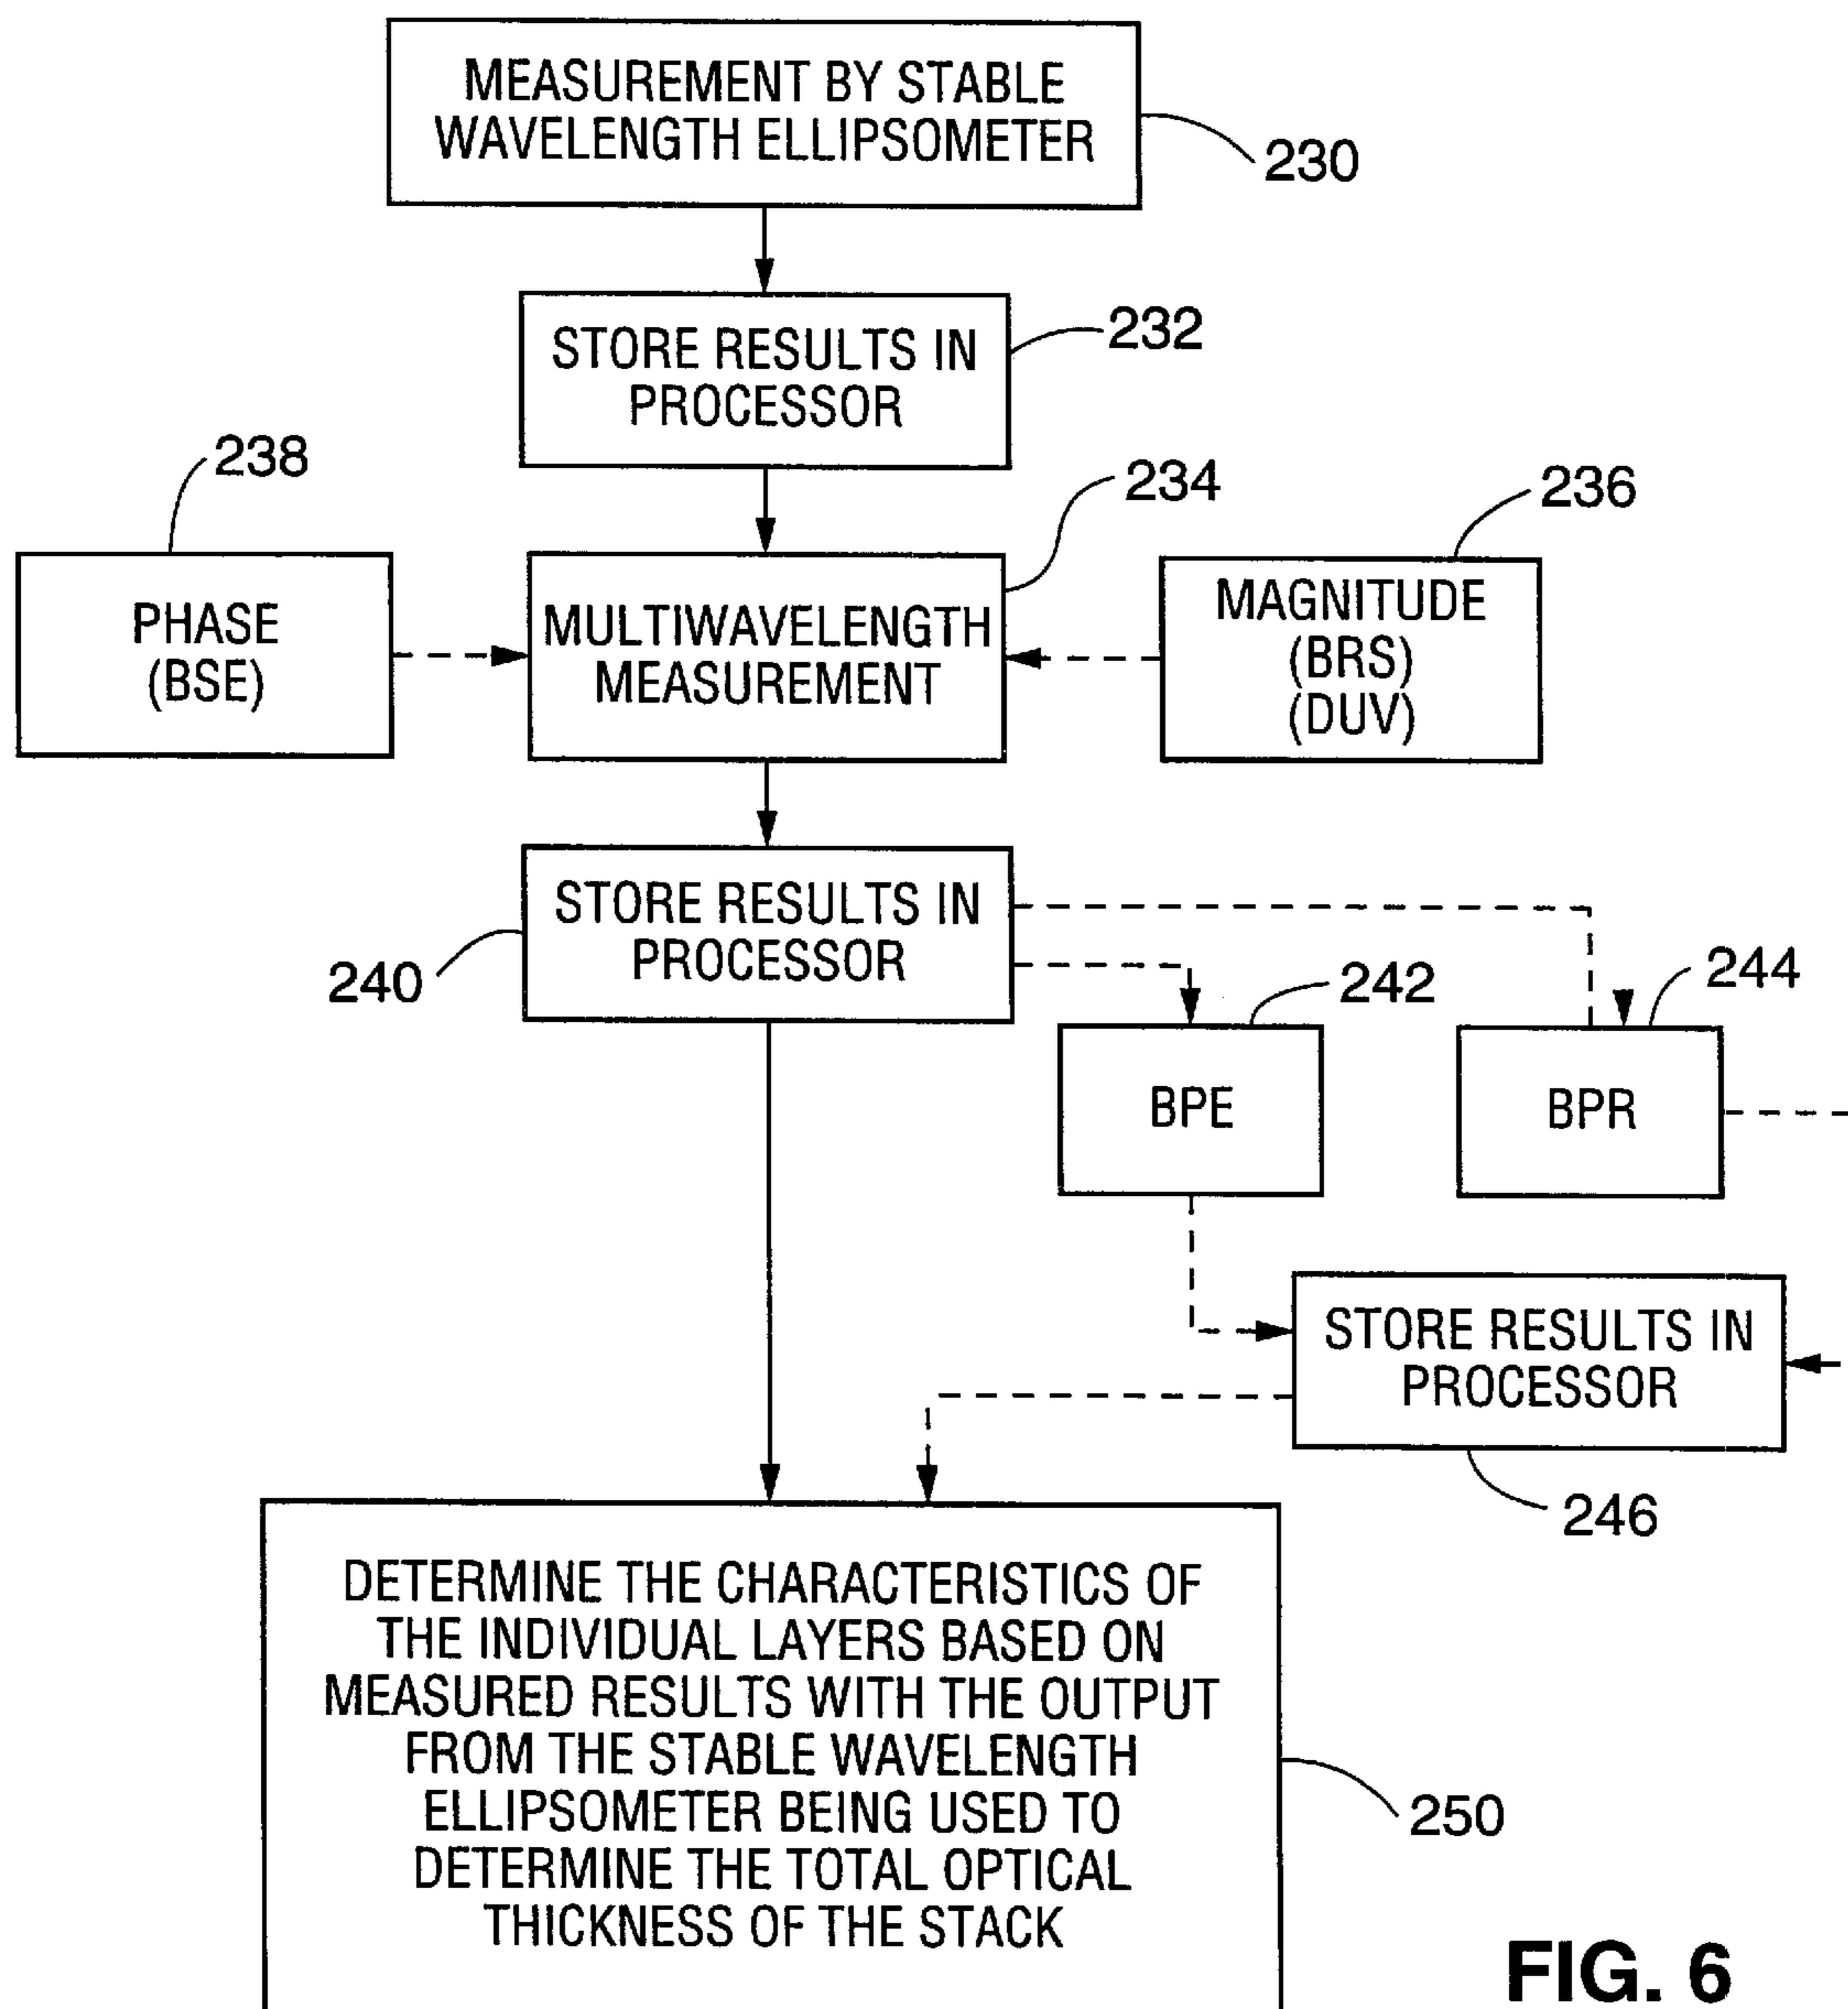 MEASUREMENT BY STABLE
WAVELENGTH ELLIPSOMETER
230
STORE RESULTS IN
PROCESSOR
232
238
234
236
PHASE
(BSE)
MULTIWAVELENGTH
MEASUREMENT
MAGNITUDE
(BRS)
(DUV)
STORE RESULTS IN
PROCESSOR
240
242
244
BPE
BPR
STORE RESULTS IN
PROCESSOR
246
DETERMINE THE CHARACTERISTICS OF
THE INDIVIDUAL LAYERS BASED ON
MEASURED RESULTS WITH THE OUTPUT
FROM THE STABLE WAVELENGTH
ELLIPSOMETER BEING USED TO
DETERMINE THE TOTAL OPTICAL
THICKNESS OF THE STACK
250
FIG. 6